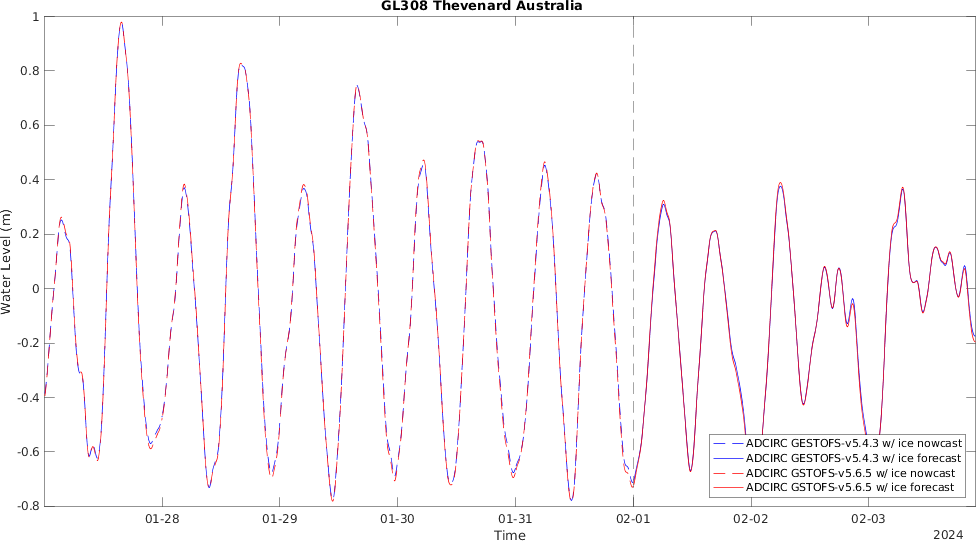 GL308 Thevenard Australia
1
0.8
0.6
0.4
0.2
0
-0.2
-0.4
-0.6
-0.8
Water Level (m)
ADCIRC GESTOFS-v5.4.3 w/ ice nowcast
ADCIRC GESTOFS-v5.4.3 w/ ice forecast
ADCIRC GSTOFS-v5.6.5 w/ ice nowcast
ADCIRC GSTOFS-v5.6.5 w/ ice forecast
01-28 01-29 01-30 01-31 02-01 02-02 02-03
Time
2024